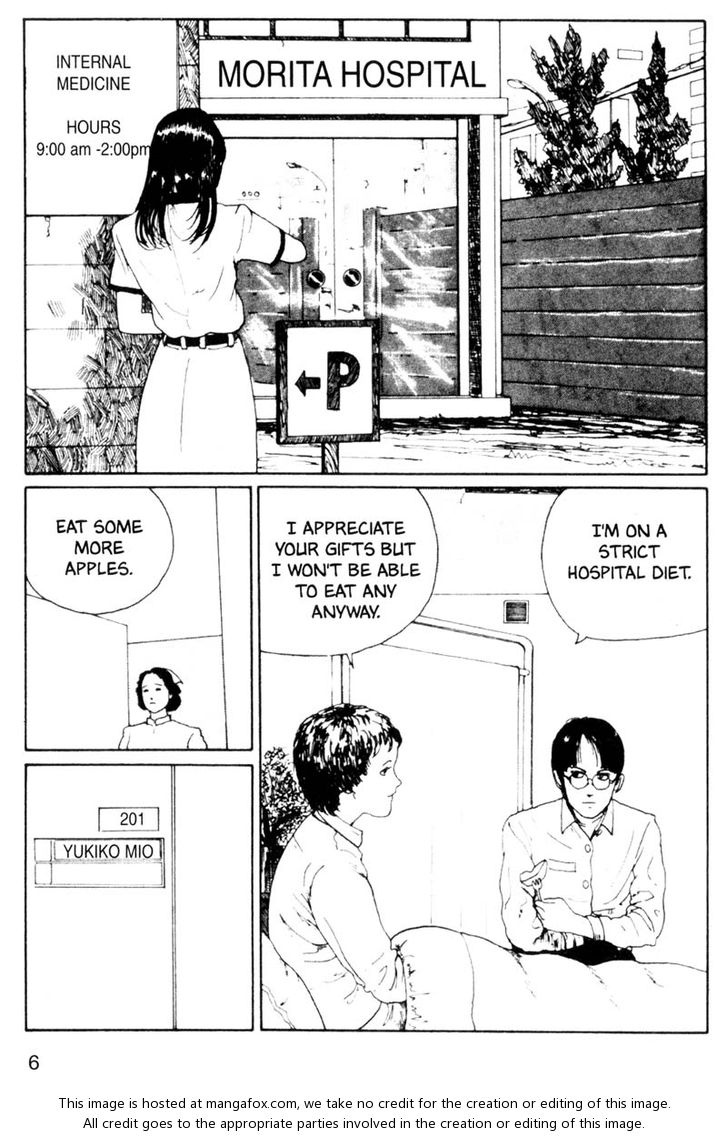 INTERNAL
MEDICINE
HOURS
9:00 am -2:00pm
MORITA HOSPITAL
P
EAT SOME
MORE
APPLES.
I APPRECIATE
YOUR GIFTS BUT
I WON'T BE ABLE
TO EAT ANY
ANYWAY.
I'M ON A
STRICT
HOSPITAL DIET.
201
YUKIKO MIO
6
This image is hosted at mangafox.com, we take no credit for the creation or editing of this image.
All credit goes to the appropriate parties involved in the creation or editing of this image.